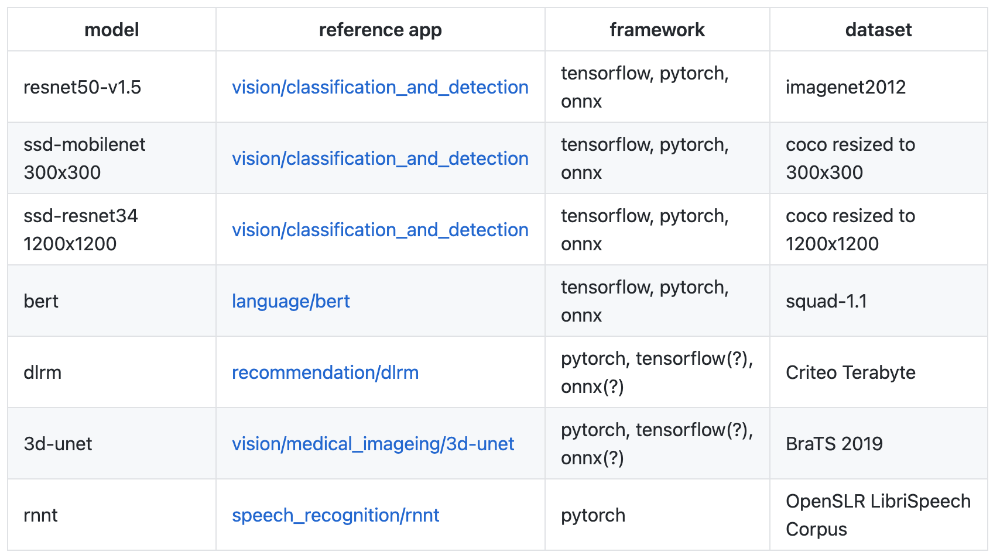 model reference app framework dataset
resnet50-v1.5 vision/classification_and_detection tensorflow, pytorch, onnx imagenet2012
ssd-mobilenet 300x300 vision/classification_and_detection tensorflow, pytorch, onnx coco resized to 300x300
ssd-resnet34 1200x1200 vision/classification_and_detection tensorflow, pytorch, onnx coco resized to 1200x1200
bert language/bert tensorflow, pytorch, onnx squad-1.1
dlrm recommendation/dlrm pytorch, tensorflow(?), onnx(?) Criteo Terabyte
3d-unet vision/medical_imageing/3d-unet pytorch, tensorflow(?), onnx(?) BraTS 2019
rnnt speech_recognition/rnnt pytorch OpenSLR LibriSpeech Corpus